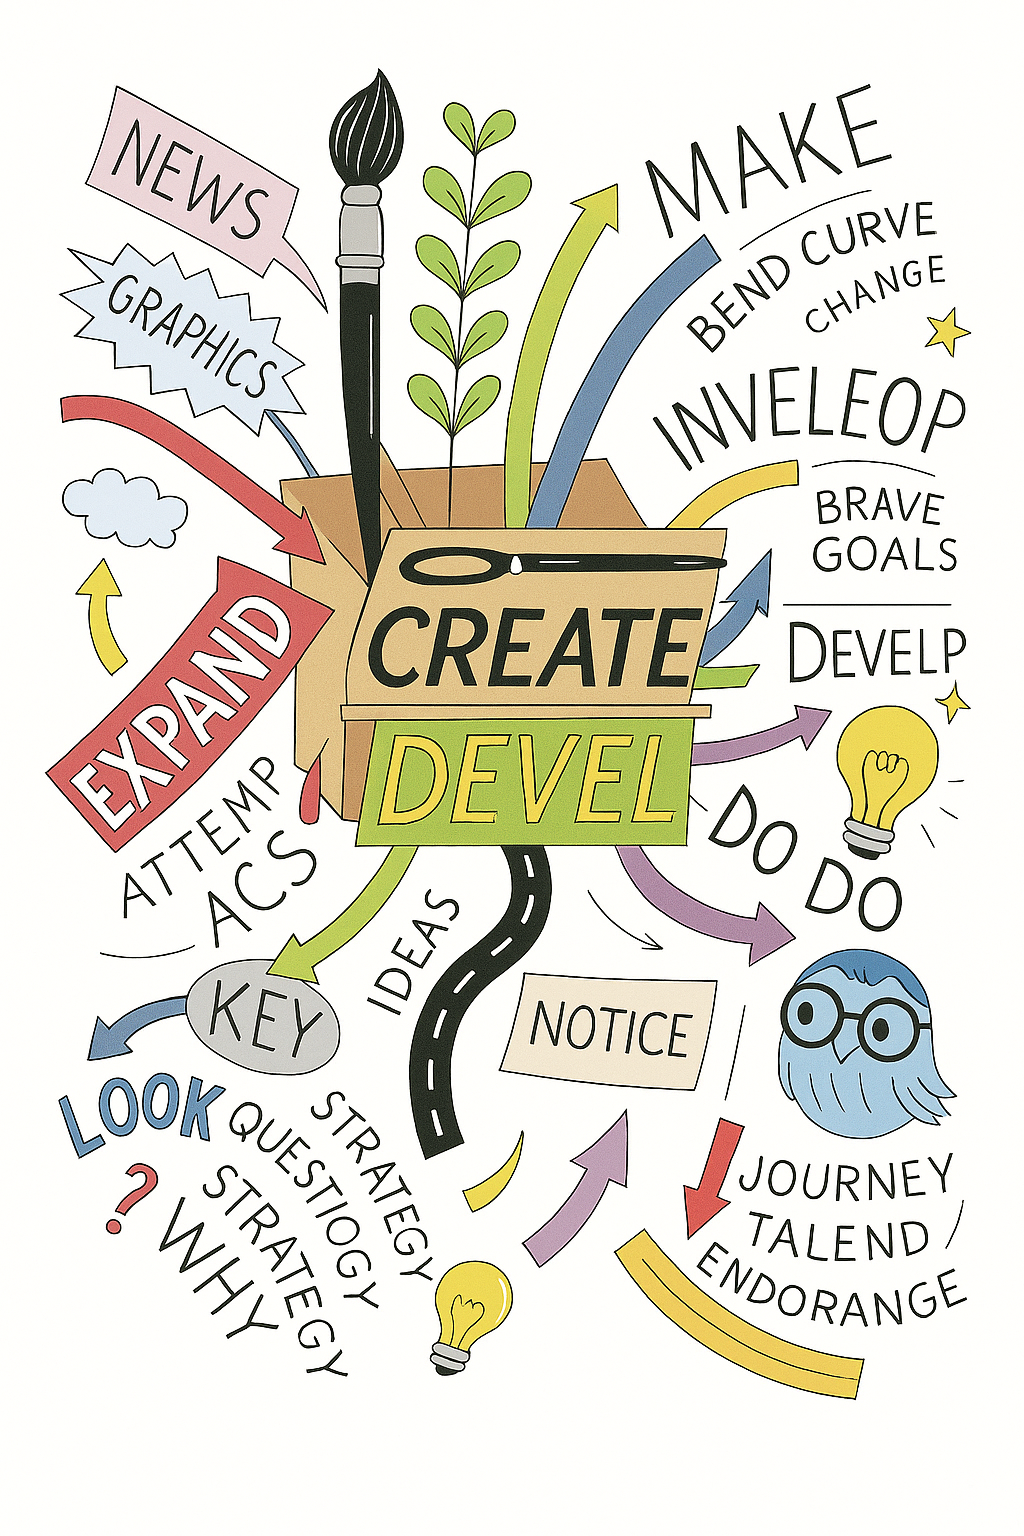 NEWS
GRAPHICS
MAKE
BEND CURVE
CHANGE
INVELEOP
BRAVE
GOALS
DEVELP
CREATE
DEVEL
EXPAND
ATTEMP
ACS
DO DO
IDEAS
KEY
NOTICE
LOOK
?
WHY
STRATEGY
QUESTIOGY
STRATEGY
JOURNEY
TALEND
ENDORANGE